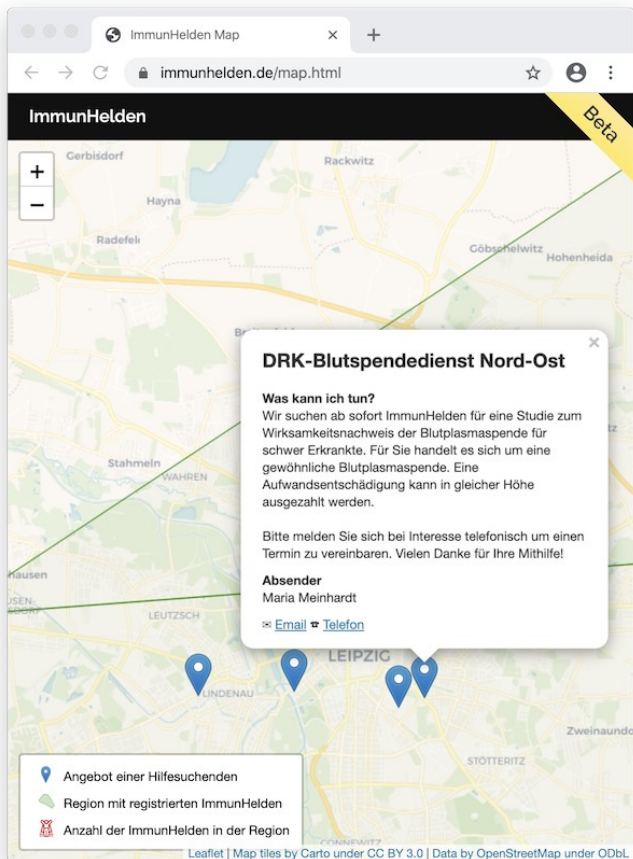 ImmunHelden Map
immunhelden.de/map.html
ImmunHelden
Beta
+
−
Gerbisdorf
Rackwitz
Hayna
Radefeld
Göbschelwitz
Hohenheida
DRK-Blutspendedienst Nord-Ost
Was kann ich tun?
Wir suchen ab sofort ImmunHelden für eine Studie zum
Wirksamkeitsnachweis der Blutplasmaspende für
schwer Erkrankte. Für Sie handelt es sich um eine
gewöhnliche Blutplasmaspende. Eine
Aufwandsentschädigung kann in gleicher Höhe
ausgezahlt werden.
Bitte melden Sie sich bei Interesse telefonisch um einen
Termin zu vereinbaren. Vielen Danke für Ihre Mithilfe!
Absender
Maria Meinhardt
Email Telefon
Stahmeln
WAHREN
hausen
LEUTZSCH
LEIPZIG
LINDENAU
Zweinaundo
STÖTTERITZ
Angebot einer Hilfesuchenden
Region mit registrierten ImmunHelden
Anzahl der ImmunHelden in der Region
CONNEWITZ
Leaflet | Map tiles by Carto under CC BY 3.0 | Data by OpenStreetMap under ODbL